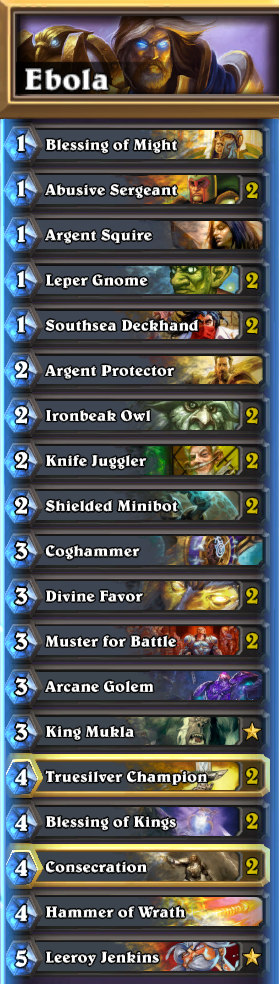 Ebola
1 Blessing of Might
1 Abusive Sergeant 2
1 Argent Squire
1 Leper Gnome 2
1 Southsea Deckhand 2
2 Argent Protector
2 Ironbeak Owl 2
2 Knife Juggler 2
2 Shielded Minibot 2
3 Coghammer
3 Divine Favor 2
3 Muster for Battle 2
3 Arcane Golem
3 King Mukla
4 Truesilver Champion 2
4 Blessing of Kings 2
4 Consecration 2
4 Hammer of Wrath
5 Leeroy Jenkins